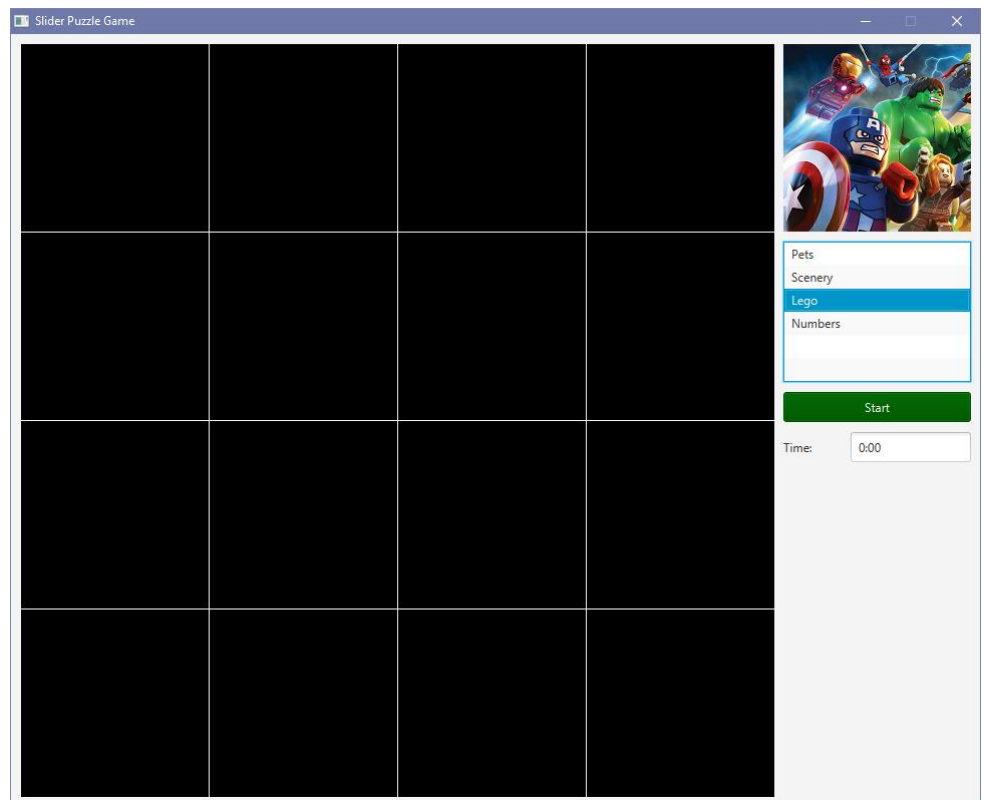 Slider Puzzle Game
A
Pets
Scenery
Lego
Numbers
Start
Time: 0:00